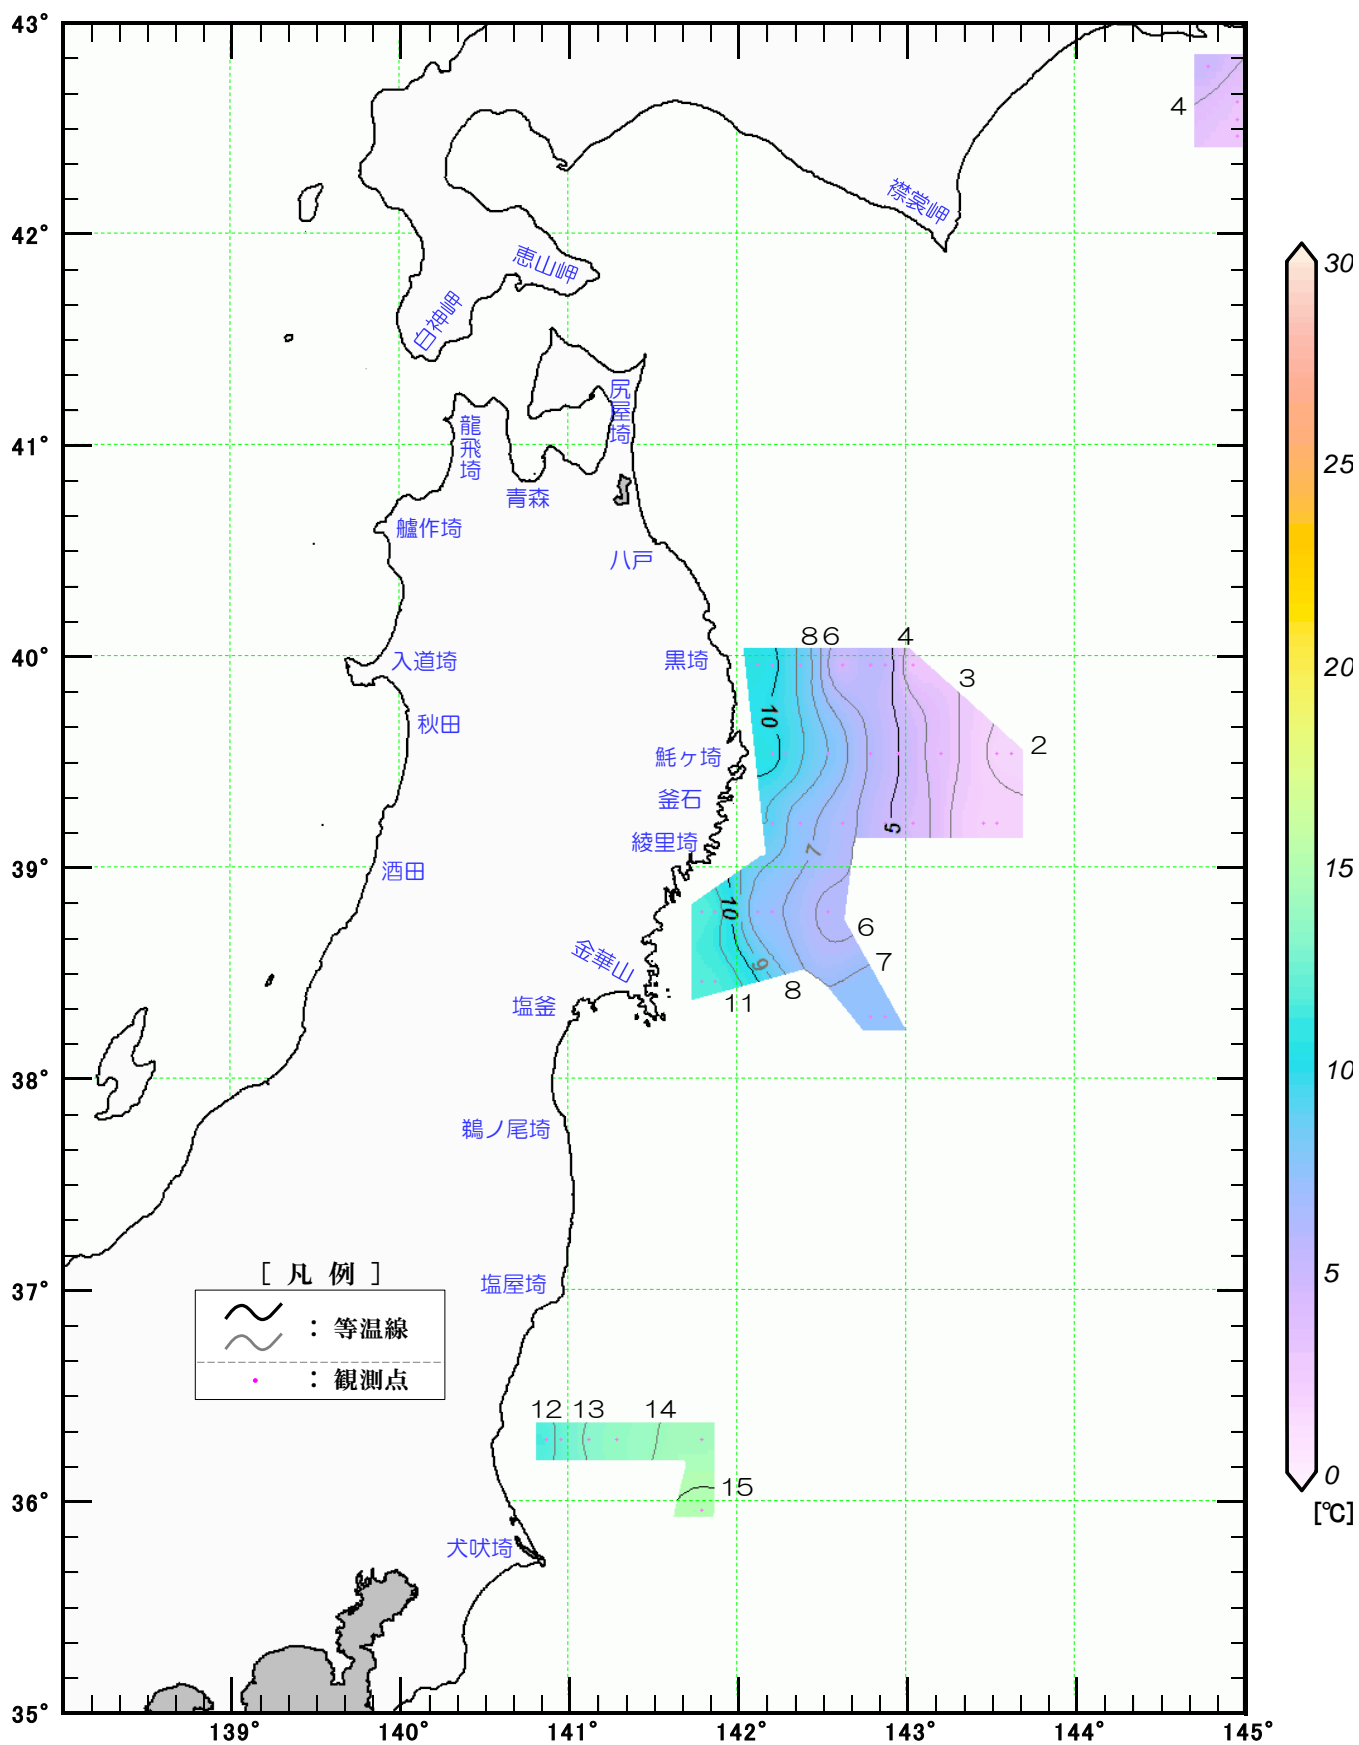 43°
4
襟裳岬
42°
恵山岬
白神岬
30
尻屋埼
龍飛埼
41°
25
青森
艫作埼
八戸
8 6 4
40°
入道埼
黒埼
3
20
秋田
10
2
魹ヶ埼
釜石
5
綾里埼
7
39°
酒田
15
10
6
金華山
9
7
8
11
塩釜
38°
10
鵜ノ尾埼
5
37°
塩屋埼
[ 凡 例 ]
: 等温線
: 観測点
12 13 14
15
0
36°
[℃]
犬吠埼
35°
139° 140° 141° 142° 143° 144° 145°